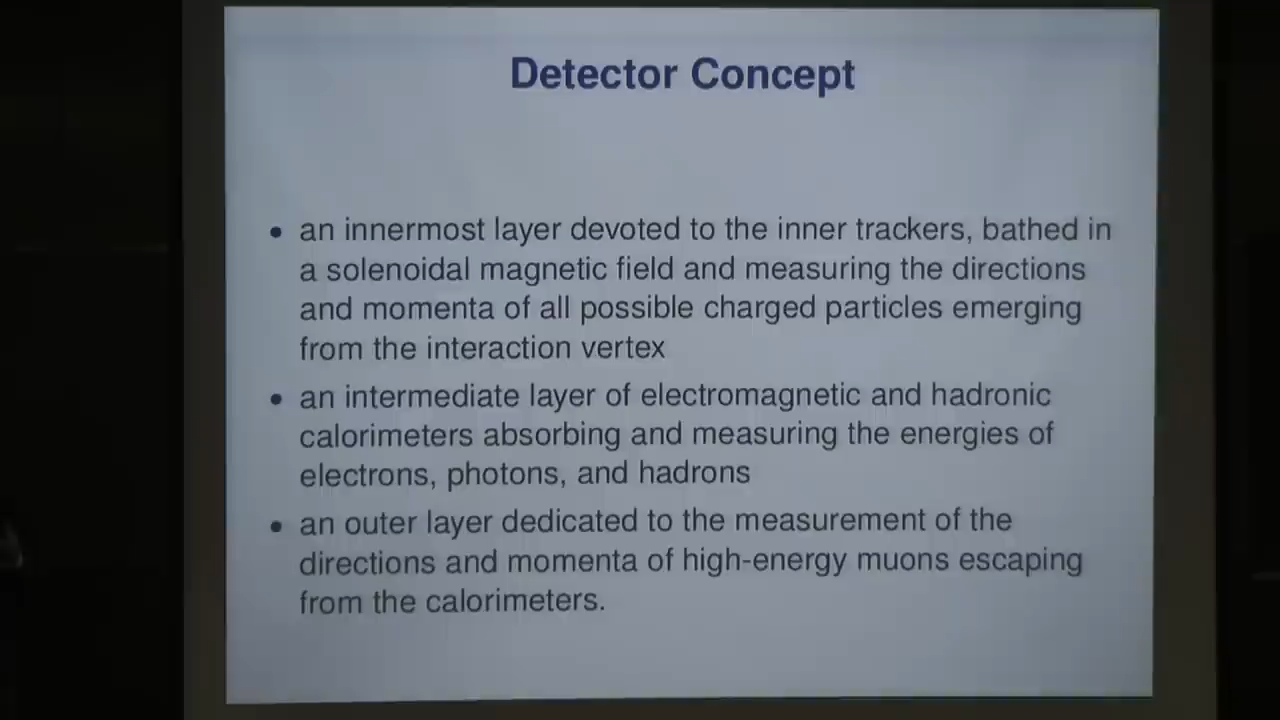 Detector Concept
• an innermost layer devoted to the inner trackers, bathed in
a solenoidal magnetic field and measuring the directions
and momenta of all possible charged particles emerging
from the interaction vertex
• an intermediate layer of electromagnetic and hadronic
calorimeters absorbing and measuring the energies of
electrons, photons, and hadrons
• an outer layer dedicated to the measurement of the
directions and momenta of high-energy muons escaping
from the calorimeters.